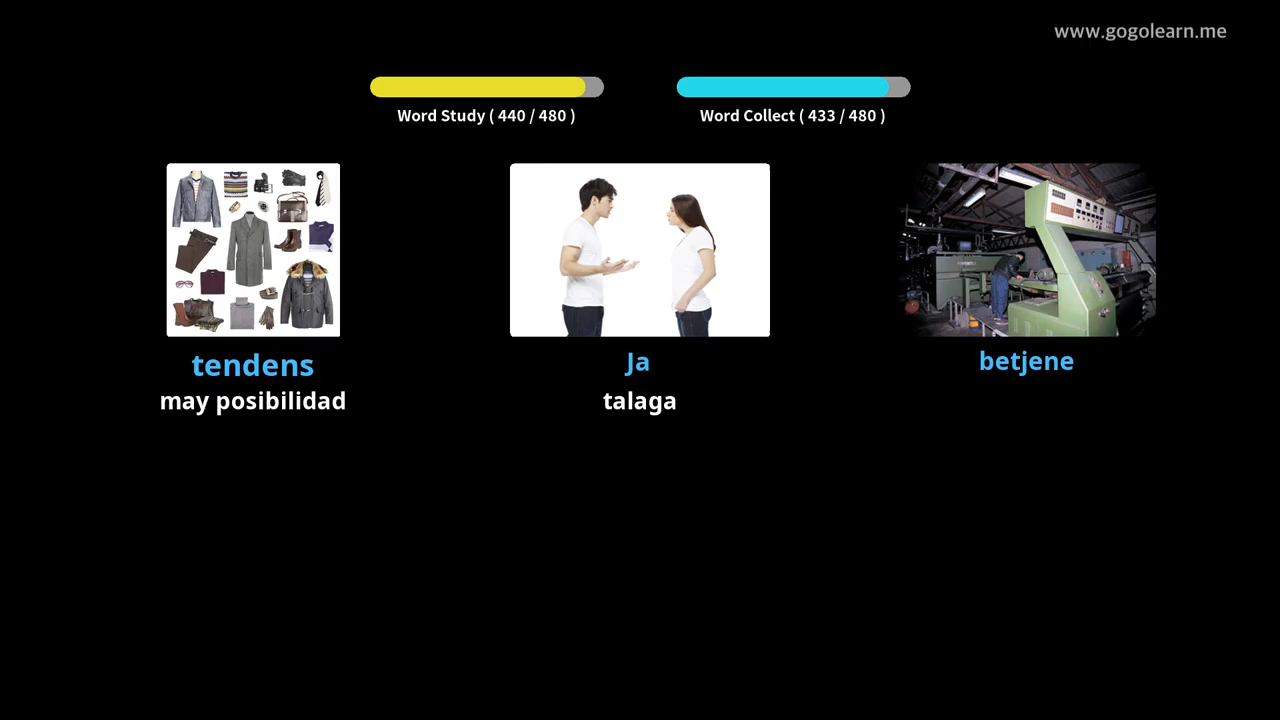 www.gogolearn.me
Word Study ( 440 / 480 )
Word Collect ( 433 / 480 )
tendens
may posibilidad
Ja
talaga
betjene